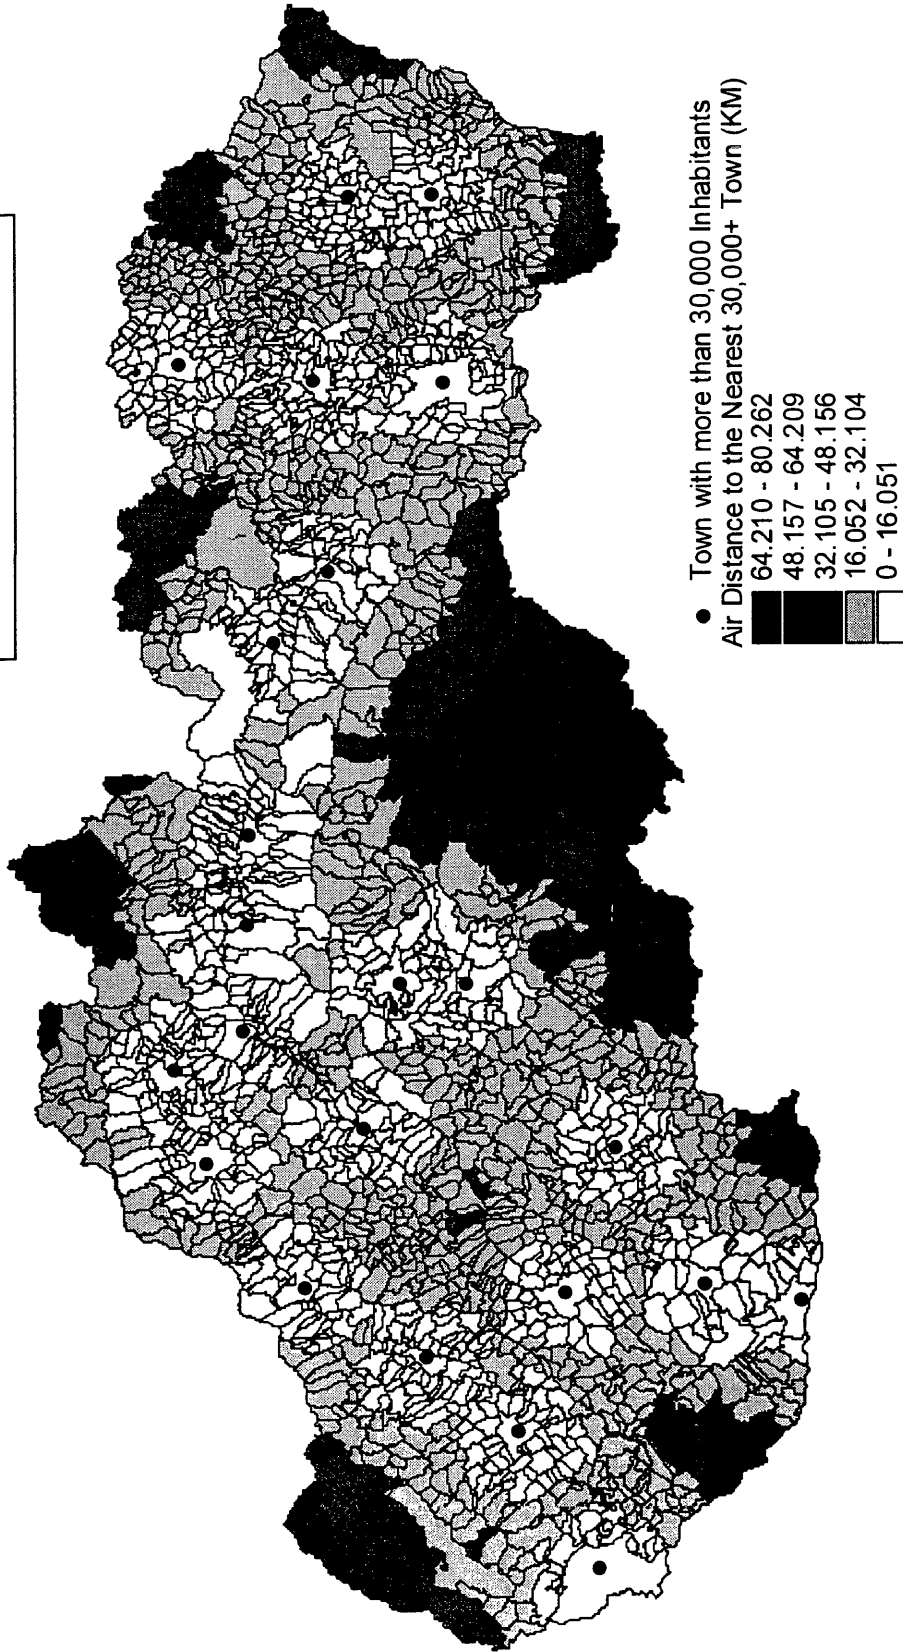 Town with more than 30,000 Inhabitants
Air Distance to the Nearest 30,000+ Town (KM)
64.210 - 80.262
48.157 - 64.209
32.105 - 48.156
16.052 - 32.104
0 - 16.051